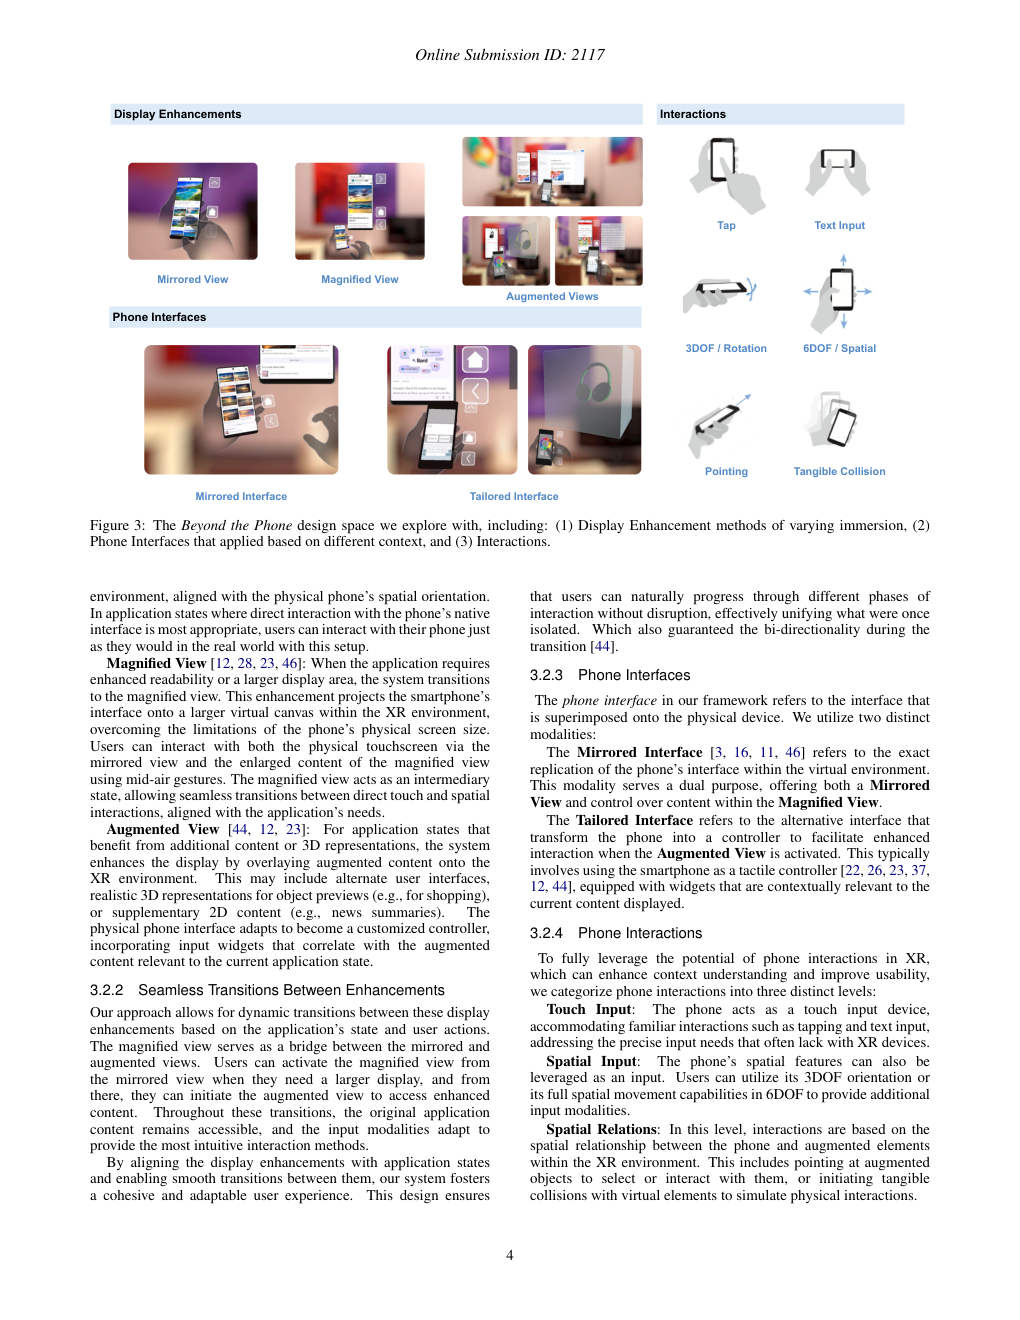 Online Submission ID: 2117
Display Enhancements
Interactions
Mirrored View
Magnified View
Augmented Views
Tap
Text Input
Phone Interfaces
3DOF / Rotation
6DOF / Spatial
Bard
Pointing
Tangible Collision
Mirrored Interface
Tailored Interface
Figure 3: The Beyond the Phone design space we explore with, including: (1) Display Enhancement methods of varying immersion, (2)
Phone Interfaces that applied based on different context, and (3) Interactions.
environment, aligned with the physical phone's spatial orientation.
In application states where direct interaction with the phone's native
interface is most appropriate, users can interact with their phone just
as they would in the real world with this setup.
Magnified View [12, 28, 23, 46]: When the application requires
enhanced readability or a larger display area, the system transitions
to the magnified view. This enhancement projects the smartphone's
interface onto a larger virtual canvas within the XR environment,
overcoming the limitations of the phone's physical screen size.
Users can interact with both the physical touchscreen via the
mirrored view and the enlarged content of the magnified view
using mid-air gestures. The magnified view acts as an intermediary
state, allowing seamless transitions between direct touch and spatial
interactions, aligned with the application's needs.
Augmented View [44, 12, 23]: For application states that
benefit from additional content or 3D representations, the system
enhances the display by overlaying augmented content onto the
XR environment. This may include alternate user interfaces,
realistic 3D representations for object previews (e.g., for shopping),
or supplementary 2D content (e.g., news summaries). The
physical phone interface adapts to become a customized controller,
incorporating input widgets that correlate with the augmented
content relevant to the current application state.
3.2.2 Seamless Transitions Between Enhancements
Our approach allows for dynamic transitions between these display
enhancements based on the application's state and user actions.
The magnified view serves as a bridge between the mirrored and
augmented views. Users can activate the magnified view from
the mirrored view when they need a larger display, and from
there, they can initiate the augmented view to access enhanced
content. Throughout these transitions, the original application
content remains accessible, and the input modalities adapt to
provide the most intuitive interaction methods.
By aligning the display enhancements with application states
and enabling smooth transitions between them, our system fosters
a cohesive and adaptable user experience. This design ensures
that users can naturally progress through different phases of
interaction without disruption, effectively unifying what were once
isolated. Which also guaranteed the bi-directionality during the
transition [44].
3.2.3 Phone Interfaces
The phone interface in our framework refers to the interface that
is superimposed onto the physical device. We utilize two distinct
modalities:
The Mirrored Interface [3, 16, 11, 46] refers to the exact
replication of the phone's interface within the virtual environment.
This modality serves a dual purpose, offering both a Mirrored
View and control over content within the Magnified View.
The Tailored Interface refers to the alternative interface that
transform the phone into a controller to facilitate enhanced
interaction when the Augmented View is activated. This typically
involves using the smartphone as a tactile controller [22, 26, 23, 37,
12, 44], equipped with widgets that are contextually relevant to the
current content displayed.
3.2.4 Phone Interactions
To fully leverage the potential of phone interactions in XR,
which can enhance context understanding and improve usability,
we categorize phone interactions into three distinct levels:
Touch Input: The phone acts as a touch input device,
accommodating familiar interactions such as tapping and text input,
addressing the precise input needs that often lack with XR devices.
Spatial Input: The phone's spatial features can also be
leveraged as an input. Users can utilize its 3DOF orientation or
its full spatial movement capabilities in 6DOF to provide additional
input modalities.
Spatial Relations: In this level, interactions are based on the
spatial relationship between the phone and augmented elements
within the XR environment. This includes pointing at augmented
objects to select or interact with them, or initiating tangible
collisions with virtual elements to simulate physical interactions.
4